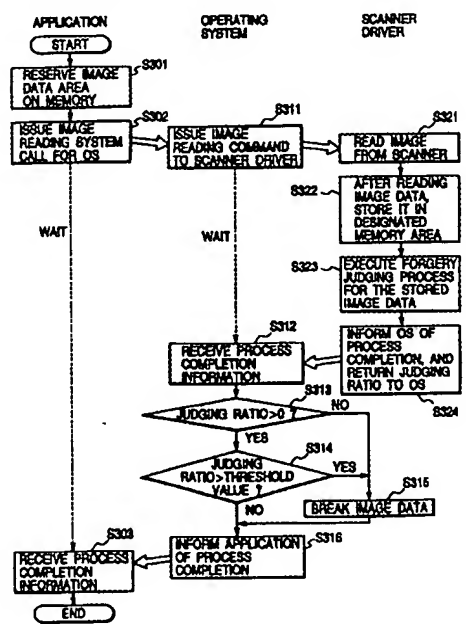 APPLICATION
OPERATING
SYSTEM
SCANNER
DRIVER
START
S301
RESERVE IMAGE
DATA AREA
ON MEMORY
S302
ISSUE IMAGE
READING SYSTEM
CALL FOR OS
S311
ISSUE IMAGE
READING COMMAND
TO SCANNER DRIVER
S321
READ IMAGE
FROM SCANNER
S322
AFTER READING
IMAGE DATA,
STORE IT IN
DESIGNATED
MEMORY AREA
WAIT
WAIT
S323
EXECUTE FORGERY
JUDGING PROCESS
FOR THE STORED
IMAGE DATA
S312
RECEIVE PROCESS
COMPLETION
INFORMATION
INFORM OS OF
PROCESS
COMPLETION, AND
RETURN JUDGING
RATIO TO OS
S324
S313
JUDGING RATIO>0 ?
NO
YES
S314
JUDGING
RATIO>THRESHOLD
VALUE ?
YES
NO
S315
BREAK IMAGE DATA
S303
RECEIVE PROCESS
COMPLETION
INFORMATION
INFORM APPLICATION
OF PROCESS
COMPLETION
S316
END